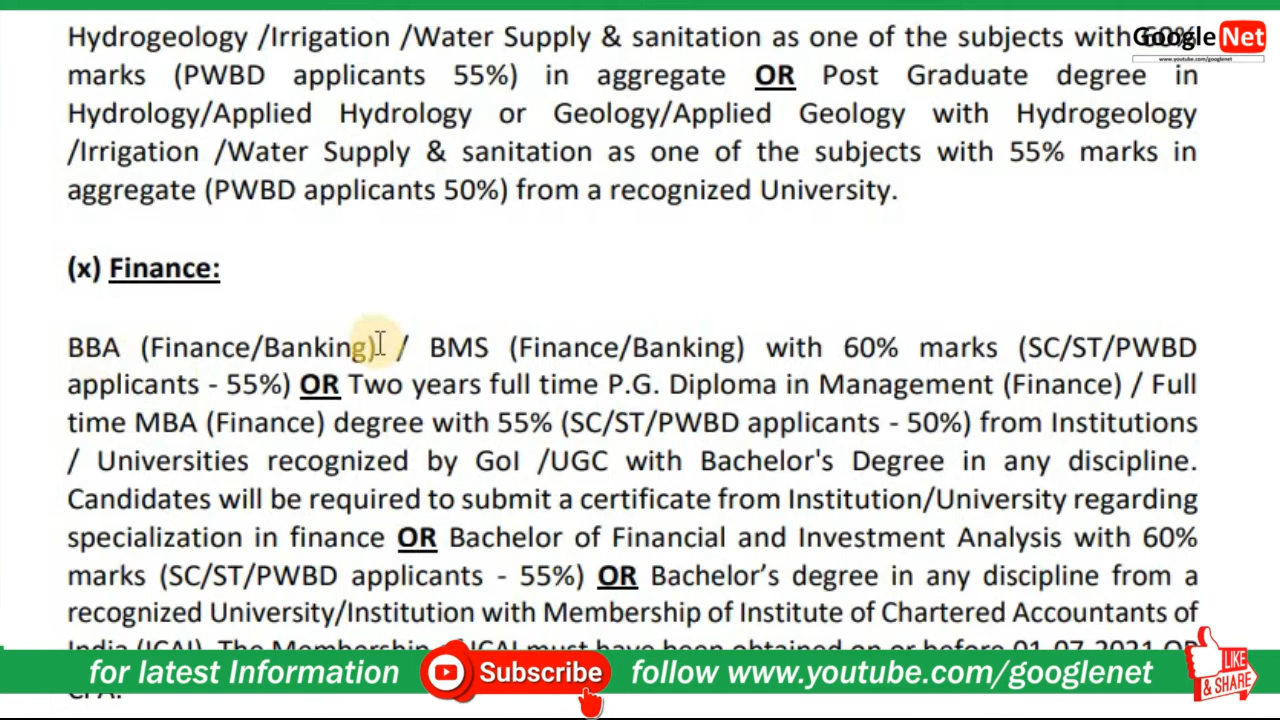 Hydrogeology /Irrigation /Water Supply & sanitation as one of the subjects with 60%
Google Net
www.youtube.com/googlenet
marks (PWBD applicants 55%) in aggregate OR Post Graduate degree in
Hydrology/Applied Hydrology or Geology/Applied Geology with Hydrogeology
/Irrigation /Water Supply & sanitation as one of the subjects with 55% marks in
aggregate (PWBD applicants 50%) from a recognized University.
(x) Finance:
BBA (Finance/Banking) / BMS (Finance/Banking) with 60% marks (SC/ST/PWBD
applicants - 55%) OR Two years full time P.G. Diploma in Management (Finance) / Full
time MBA (Finance) degree with 55% (SC/ST/PWBD applicants - 50%) from Institutions
/ Universities recognized by GoI /UGC with Bachelor's Degree in any discipline.
Candidates will be required to submit a certificate from Institution/University regarding
specialization in finance OR Bachelor of Financial and Investment Analysis with 60%
marks (SC/ST/PWBD applicants - 55%) OR Bachelor’s degree in any discipline from a
recognized University/Institution with Membership of Institute of Chartered Accountants of
India (ICAI). The Membership of ICAI must have been obtained on or before 01-07-2021 OR
for latest Information Subscribe follow www.youtube.com/googlenet
LIKE
& SHARE
CFA.